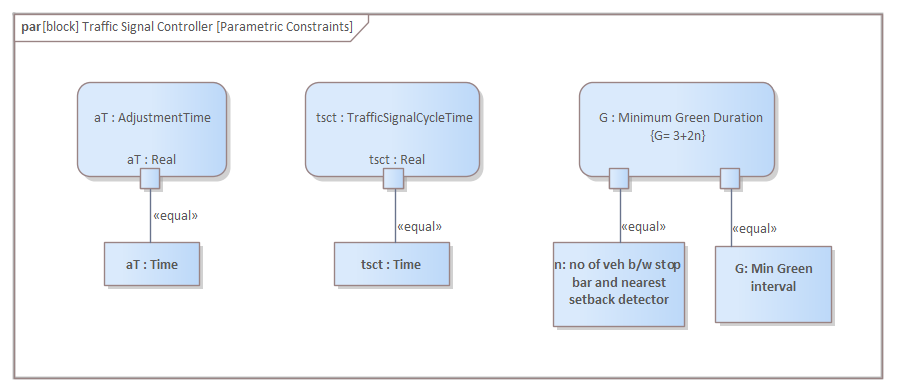 par[block] Traffic Signal Controller [Parametric Constraints]
aT : AdjustmentTime
aT : Real
«equal»
aT : Time
tsct : TrafficSignalCycleTime
tsct : Real
«equal»
tsct : Time
G : Minimum Green Duration
{G= 3+2n}
«equal»
«equal»
n: no of veh b/w stop
bar and nearest
setback detector
G: Min Green
interval